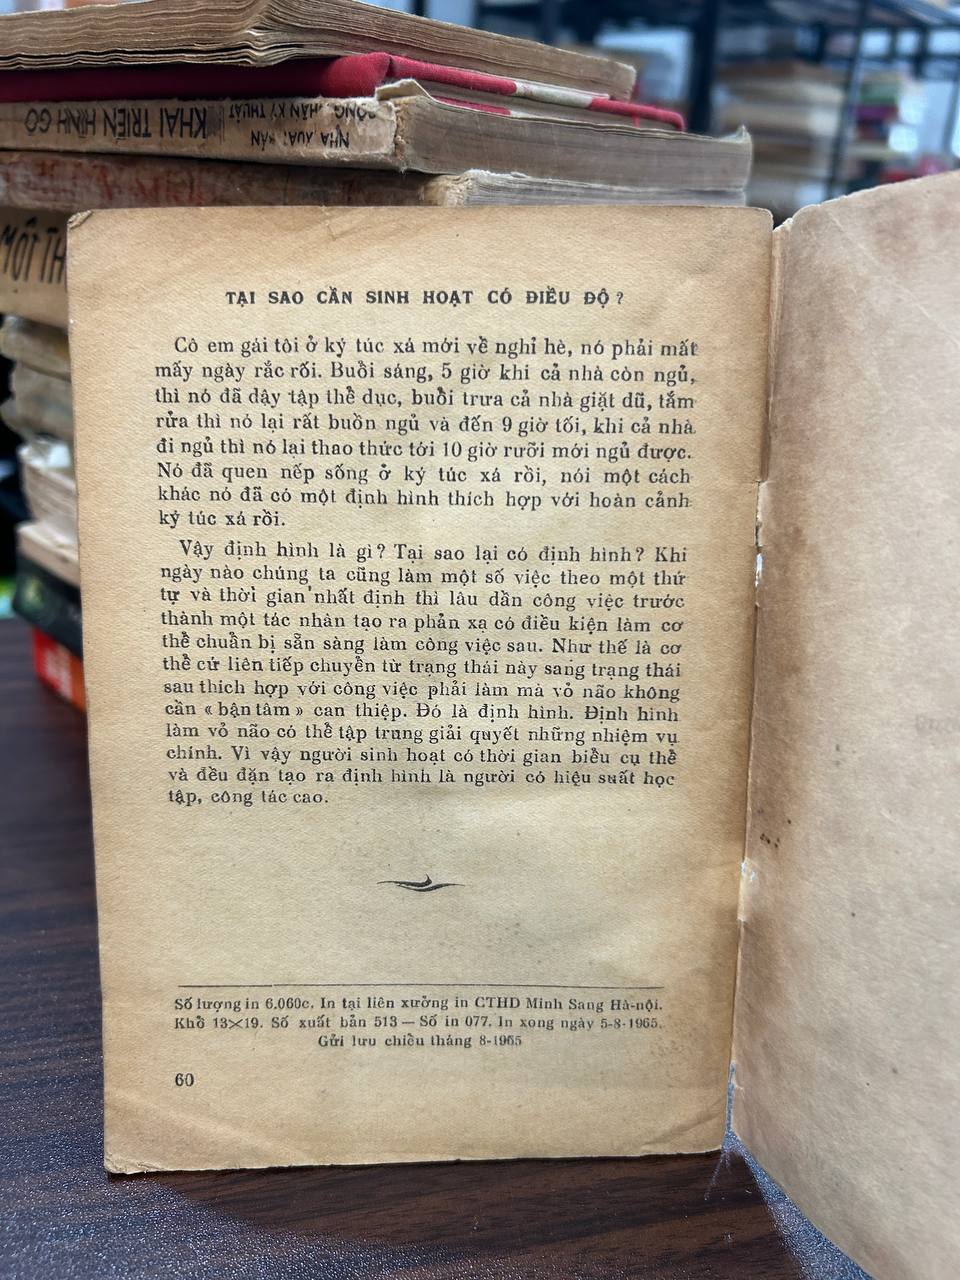 NHÀ XUẤT BẢN
CÔNG NHÂN KỸ THUẬT
KHAI TRIỂN HÌNH GÒ
MỘT TH
TẠI SAO CẦN SINH HOẠT CÓ ĐIỀU ĐỘ ?
Cô em gái tôi ở ký túc xá mới về nghỉ hè, nó phải mất
mấy ngày rắc rối. Buổi sáng, 5 giờ khi cả nhà còn ngủ,
thì nó đã dậy tập thể dục, buổi trưa cả nhà giặt dũ, tắm
rửa thì nó lại rất buồn ngủ và đến 9 giờ tối, khi cả nhà
đi ngủ thì nó lại thao thức tới 10 giờ rưỡi mới ngủ được.
Nó đã quen nếp sống ở ký túc xá rồi, nói một cách
khác nó đã có một định hình thích hợp với hoàn cảnh
ký túc xá rồi.
Vậy định hình là gì ? Tại sao lại có định hình ? Khi
ngày nào chúng ta cũng làm một số việc theo một thứ
tự và thời gian nhất định thì lâu dần công việc trước
thành một tác nhân tạo ra phản xạ có điều kiện làm cơ
thể chuẩn bị sẵn sàng làm công việc sau. Như thế là cơ
thể cứ liên tiếp chuyển từ trạng thái này sang trạng thái
sau thích hợp với công việc phải làm mà vỏ não không
cần « bận tâm » can thiệp. Đó là định hình. Định hình
làm vỏ não có thể tập trung giải quyết những nhiệm vụ
chính. Vì vậy người sinh hoạt có thời gian biểu cụ thể
và đều đặn tạo ra định hình là người có hiệu suất học
tập, công tác cao.
Số lượng in 6.060c. In tại liên xưởng in CTHD Minh Sang Hà-nội.
Khổ 13×19. Số xuất bản 513 — Số in 077. In xong ngày 5-8-1965.
Gửi lưu chiểu tháng 8-1965
60